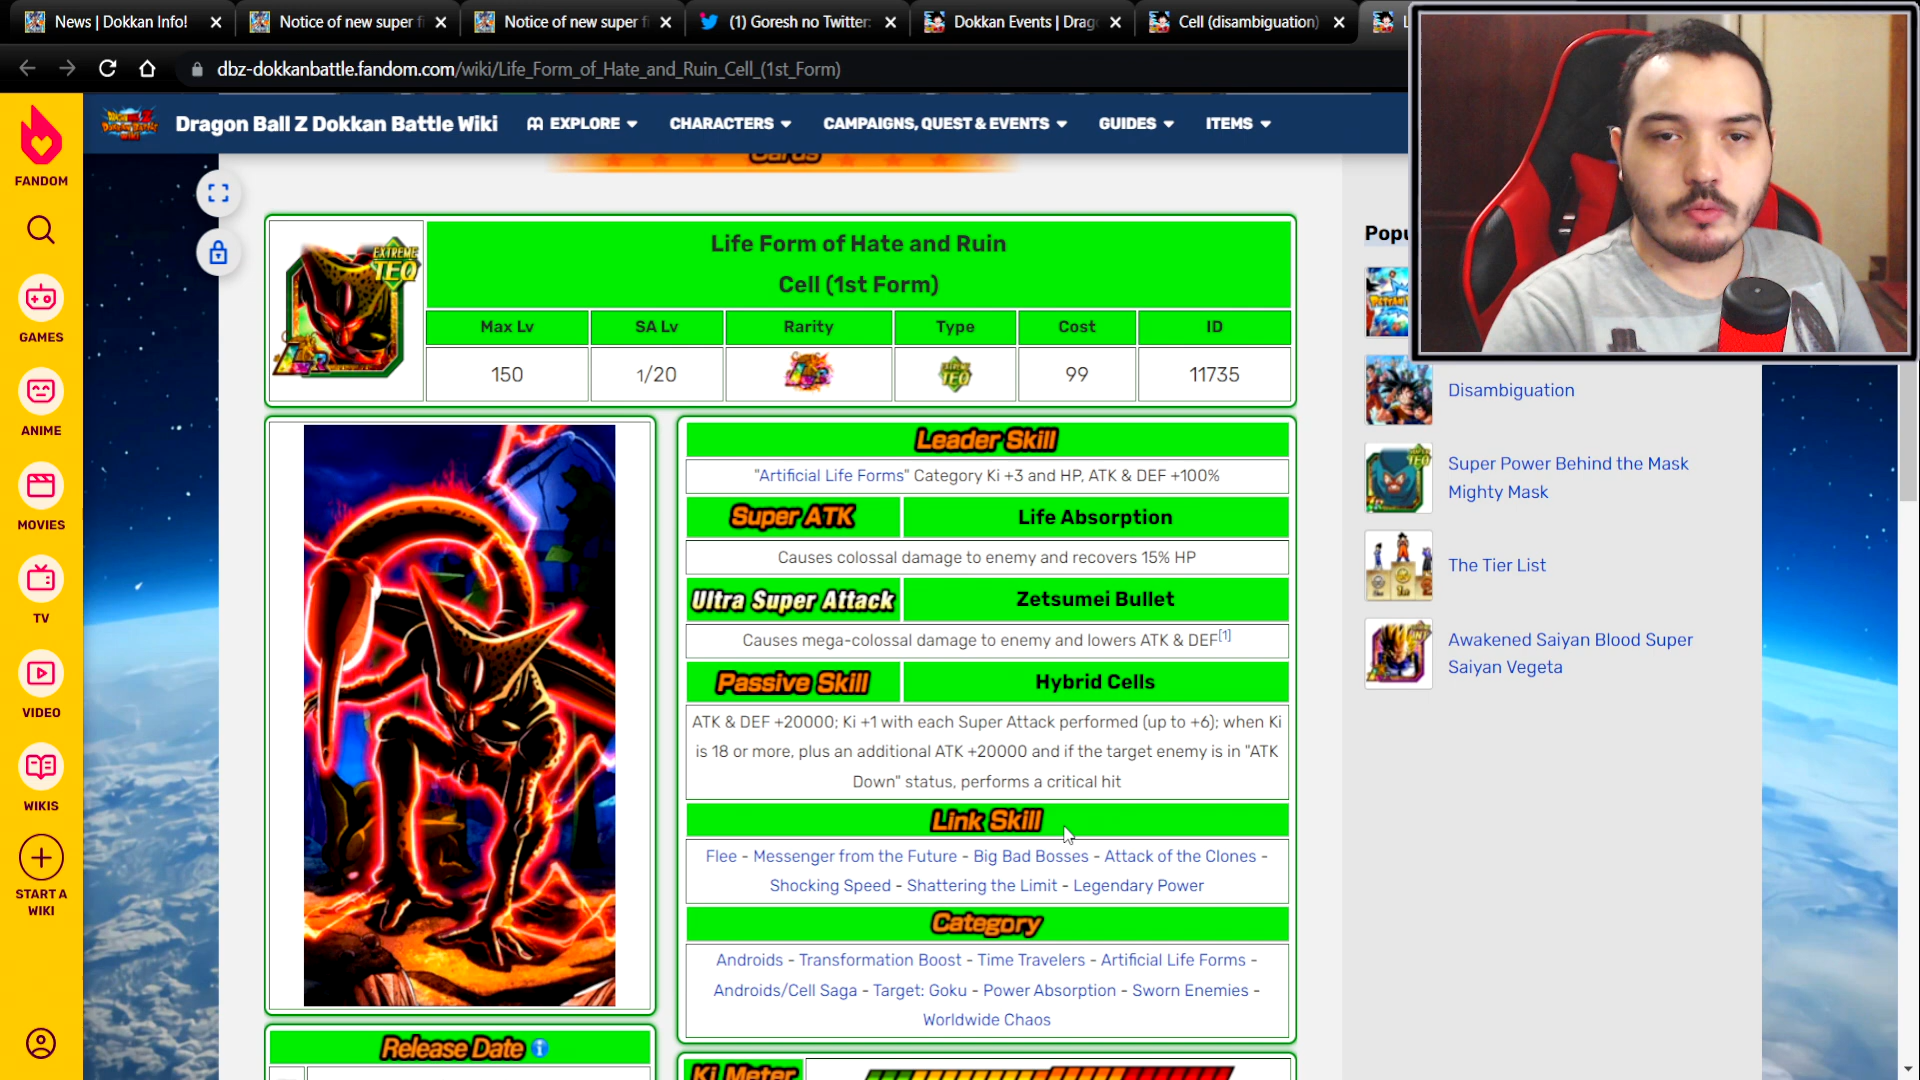 News | Dokkan Info!
Notice of new super f
Notice of new super f
(1) Goresh no Twitter:
Dokkan Events | Drag
Cell (disambiguation)
L
dbz-dokkanbattle.fandom.com/wiki/Life_Form_of_Hate_and_Ruin_Cell_(1st_Form)
Dragon Ball Z Dokkan Battle Wiki
EXPLORE
CHARACTERS
CAMPAIGNS, QUEST & EVENTS
GUIDES
ITEMS
FANDOM
GAMES
ANIME
MOVIES
TV
VIDEO
WIKIS
START A
WIKI
Cards
EXTREME
TEQ
LR
Life Form of Hate and Ruin
Cell (1st Form)
Max Lv
SA Lv
Rarity
Type
Cost
ID
150
1/20
LR
TEQ
99
11735
Leader Skill
"Artificial Life Forms" Category Ki +3 and HP, ATK & DEF +100%
Super ATK
Life Absorption
Causes colossal damage to enemy and recovers 15% HP
Ultra Super Attack
Zetsumei Bullet
Causes mega-colossal damage to enemy and lowers ATK & DEF[1]
Passive Skill
Hybrid Cells
ATK & DEF +20000; Ki +1 with each Super Attack performed (up to +6); when Ki
is 18 or more, plus an additional ATK +20000 and if the target enemy is in "ATK
Down" status, performs a critical hit
Link Skill
Flee - Messenger from the Future - Big Bad Bosses - Attack of the Clones -
Shocking Speed - Shattering the Limit - Legendary Power
Category
Androids - Transformation Boost - Time Travelers - Artificial Life Forms -
Androids/Cell Saga - Target: Goku - Power Absorption - Sworn Enemies -
Worldwide Chaos
Release Date
Ki Meter
Popu
Disambiguation
Super Power Behind the Mask
Mighty Mask
The Tier List
Awakened Saiyan Blood Super
Saiyan Vegeta